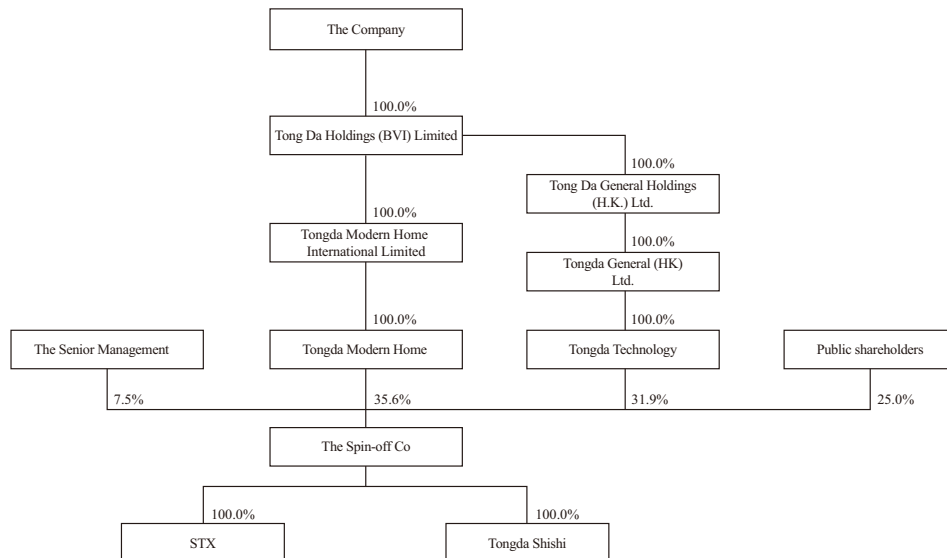 The Company
100.0%
Tong Da Holdings (BVI) Limited
100.0%
Tong Da General Holdings
(H.K.) Ltd.
100.0%
Tongda Modern Home
International Limited
100.0%
Tongda General (HK)
Ltd.
100.0%
100.0%
The Senior Management
Tongda Modern Home
Tongda Technology
Public shareholders
7.5%
35.6%
31.9%
25.0%
The Spin-off Co
100.0%
100.0%
STX
Tongda Shishi